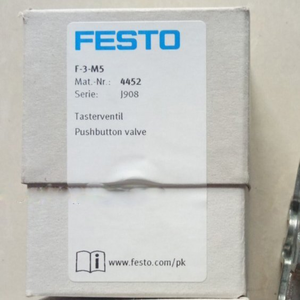 FESTO
F-3-M5
Mat.-Nr.: 4452
Serie: J908
Tasterventil
Pushbutton valve
www.festo.com/pk